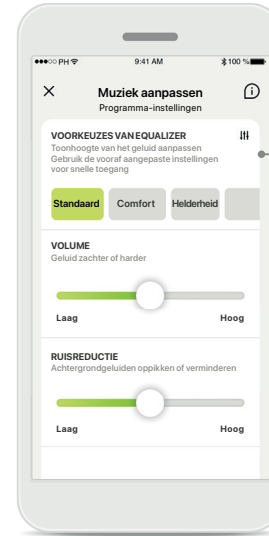 PH 9:41 AM 100 %
Muziek aanpassen
Programma-instellingen
VOORKEUZES VAN EQUALIZER
Toonhoogte van het geluid aanpassen
Gebruik de vooraf aangepaste instellingen
voor snelle toegang
Standaard Comfort Helderheid
VOLUME
Geluid zachter of harder
Laag Hoog
RUISREDUCTIE
Achtergrondgeluiden oppikken of verminderen
Laag Hoog